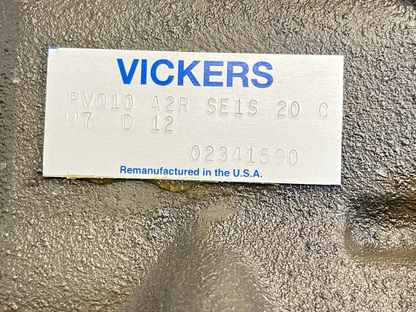 VICKERS
PVQ10 A2R SE1S 20 C
M7 D 12
02341590
Remanufactured in the U.S.A.